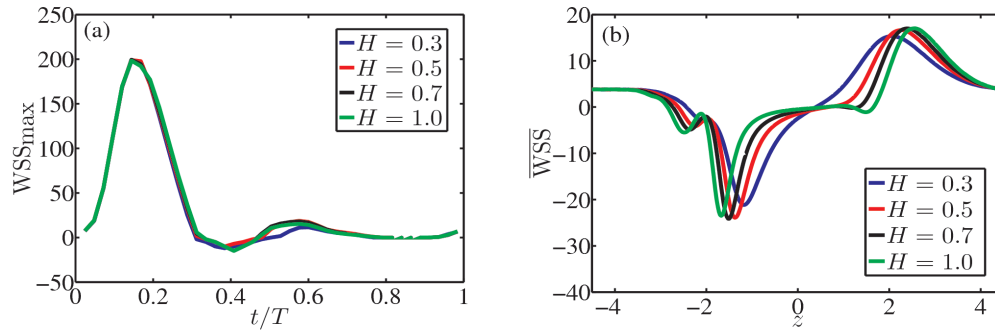 (a)
250
200
150
100
50
0
−50
WSSmax
0
0.2
0.4
0.6
0.8
1
t/T
H = 0.3
H = 0.5
H = 0.7
H = 1.0
(b)
20
10
0
−10
−20
−30
40
WSS
−4
−2
0
2
4
z
H = 0.3
H = 0.5
H = 0.7
H = 1.0